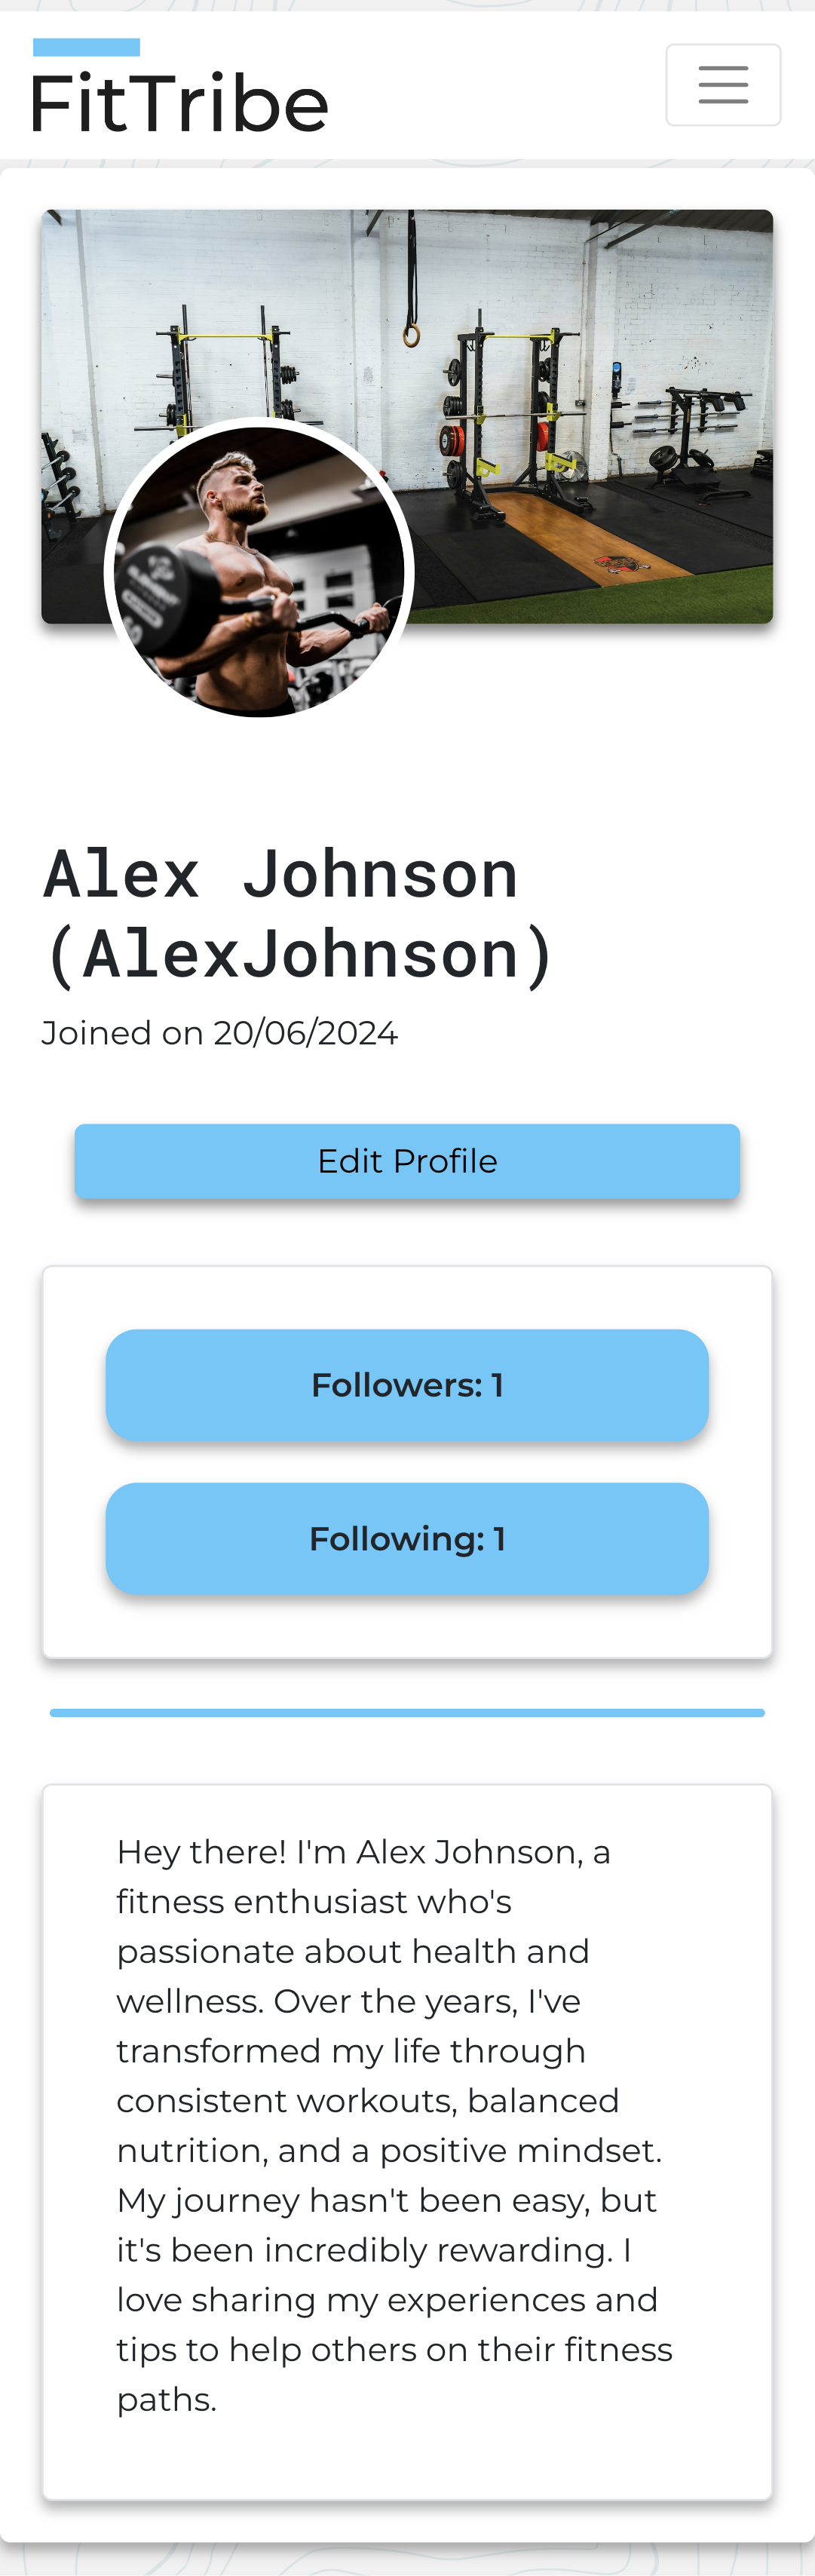 FitTribe
Alex Johnson
(AlexJohnson)
Joined on 20/06/2024
Edit Profile
Followers: 1
Following: 1
Hey there! I'm Alex Johnson, a
fitness enthusiast who's
passionate about health and
wellness. Over the years, I've
transformed my life through
consistent workouts, balanced
nutrition, and a positive mindset.
My journey hasn't been easy, but
it's been incredibly rewarding. I
love sharing my experiences and
tips to help others on their fitness
paths.